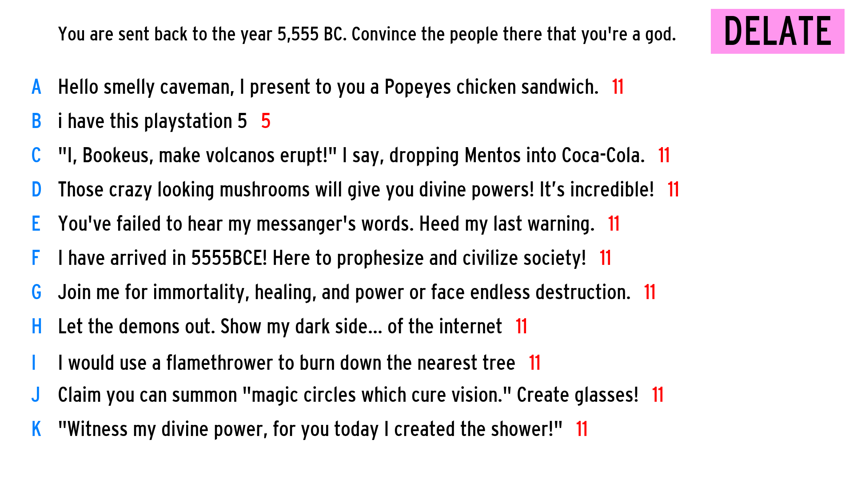 You are sent back to the year 5,555 BC. Convince the people there that you're a god.
DELATE
A Hello smelly caveman, I present to you a Popeyes chicken sandwich. 11
B i have this playstation 5 5
C "I, Bookeus, make volcanos erupt!" I say, dropping Mentos into Coca-Cola. 11
D Those crazy looking mushrooms will give you divine powers! It’s incredible! 11
E You've failed to hear my messanger's words. Heed my last warning. 11
F I have arrived in 5555BCE! Here to prophesize and civilize society! 11
G Join me for immortality, healing, and power or face endless destruction. 11
H Let the demons out. Show my dark side... of the internet 11
I I would use a flamethrower to burn down the nearest tree 11
J Claim you can summon "magic circles which cure vision." Create glasses! 11
K "Witness my divine power, for you today I created the shower!" 11